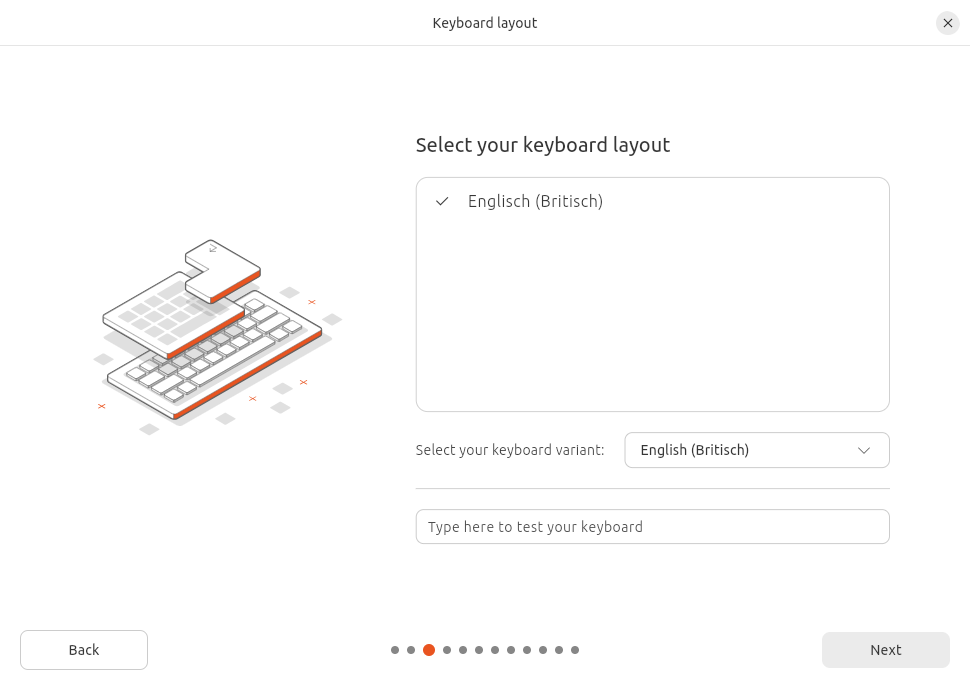 Keyboard layout
Select your keyboard layout
Englisch (Britisch)
Select your keyboard variant: English (Britisch)
Type here to test your keyboard
Back Next